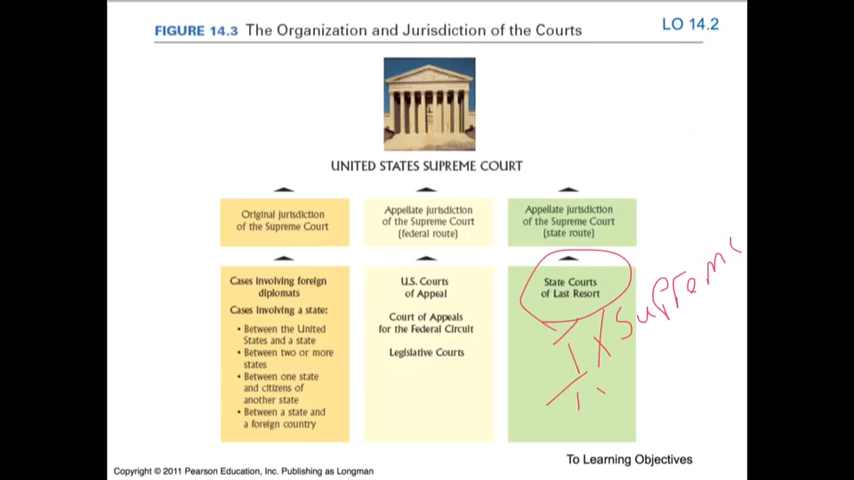 FIGURE 14.3 The Organization and Jurisdiction of the Courts
LO 14.2
UNITED STATES SUPREME COURT
Original jurisdiction
of the Supreme Court
Appellate jurisdiction
of the Supreme Court
(federal route)
Appellate jurisdiction
of the Supreme Court
(state route)
Cases involving foreign
diplomats
Cases involving a state:
• Between the United
States and a state
• Between two or more
states
• Between one state
and citizens of
another state
• Between a state and
a foreign country
U.S. Courts
of Appeal
Court of Appeals
for the Federal Circuit
Legislative Courts
State Courts
of Last Resort
To Learning Objectives
Copyright © 2011 Pearson Education, Inc. Publishing as Longman